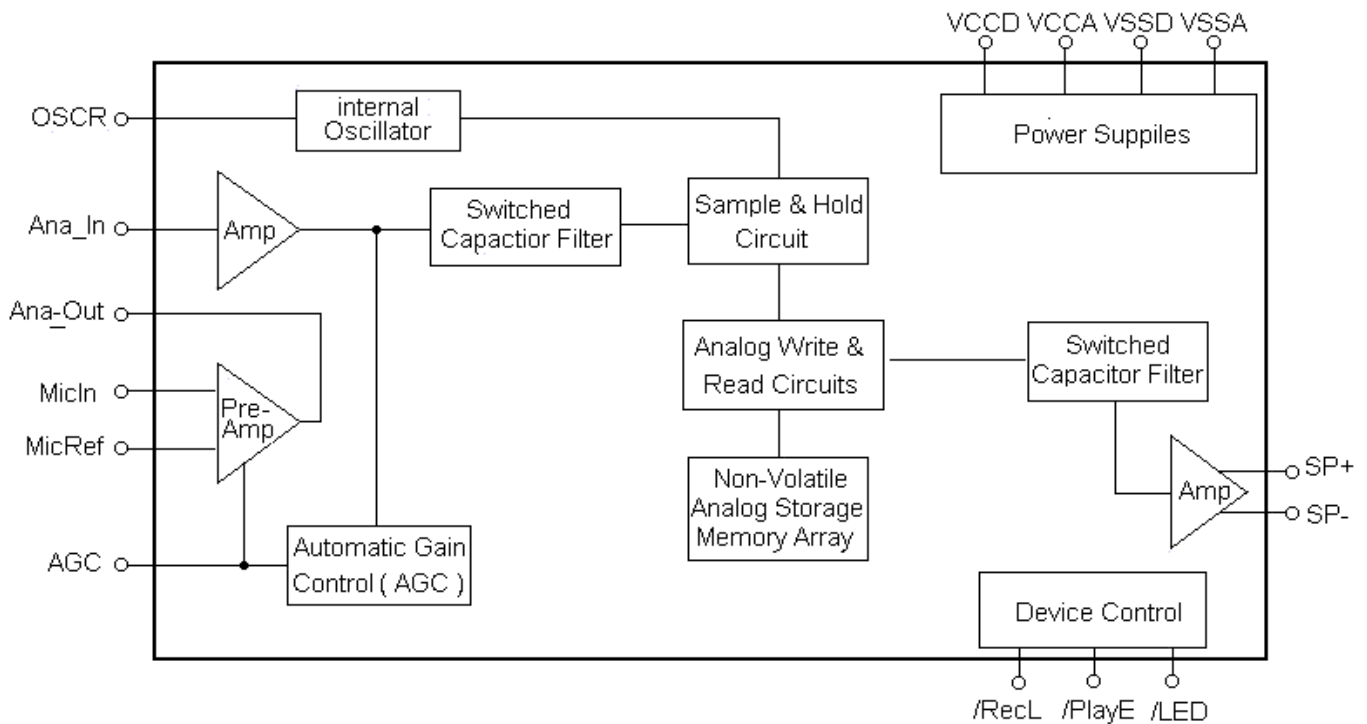 VCCD VCCA VSSD VSSA
OSCR
internal
Oscillator
Power Suppiles
Ana_In
Amp
Switched
Capactior Filter
Sample & Hold
Circuit
Ana-Out
Analog Write &
Read Circuits
Switched
Capacitor Filter
MicIn
Pre-
Amp
MicRef
Non-Volatile
Analog Storage
Memory Array
Amp
SP+
SP-
AGC
Automatic Gain
Control ( AGC )
Device Control
/RecL /PlayE /LED